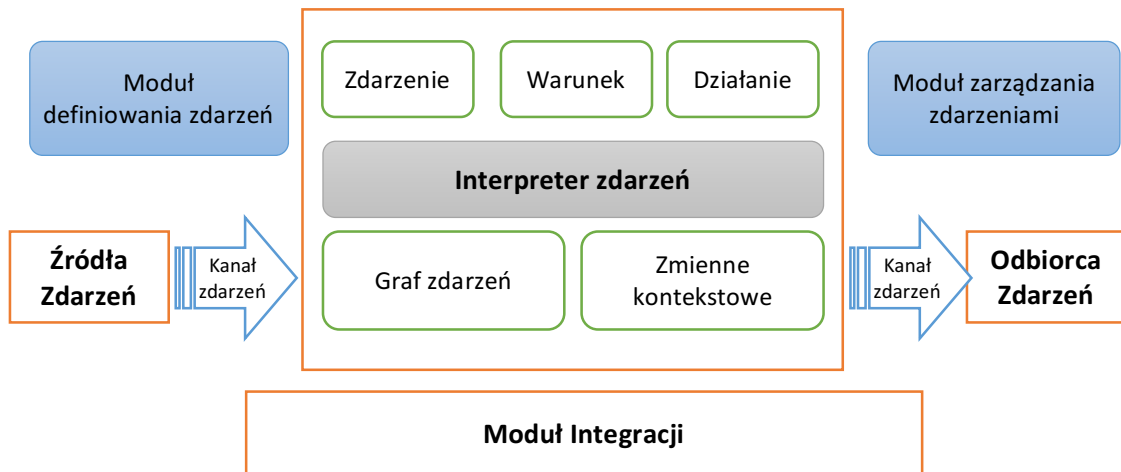 Moduł
definiowania zdarzeń
Zdarzenie
Warunek
Działanie
Moduł zarządzania
zdarzeniami
Interpreter zdarzeń
Źródła
Zdarzeń
Kanał
zdarzeń
Graf zdarzeń
Zmienne
kontekstowe
Kanał
zdarzeń
Odbiorca
Zdarzeń
Moduł Integracji